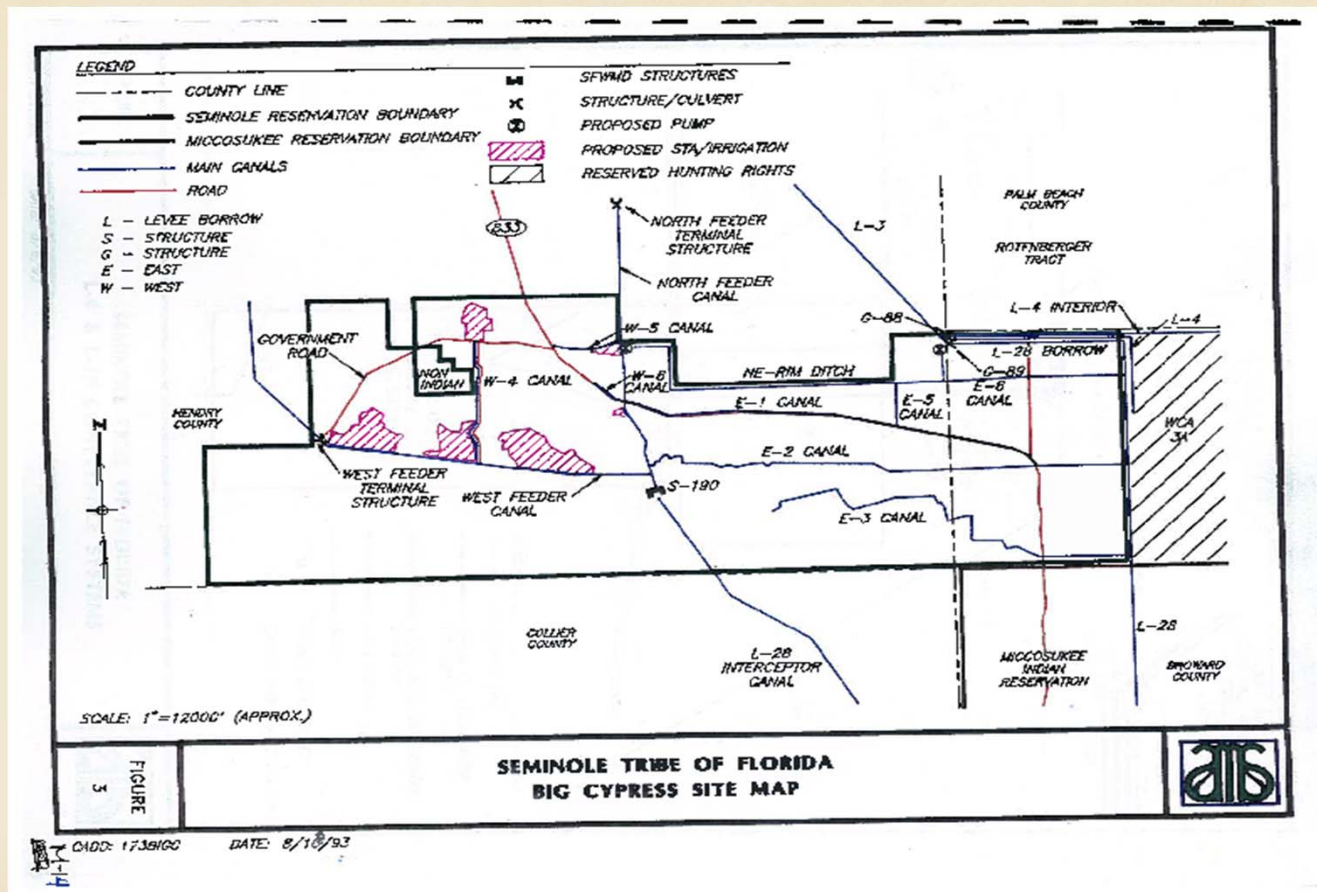 LEGEND
COUNTY LINE
SEMINOLE RESERVATION BOUNDARY
MICCOSUKEE RESERVATION BOUNDARY
MAIN CANALS
ROAD
L - LEVEE BORROW
S - STRUCTURE
G - STRUCTURE
E - EAST
W - WEST
SFWMD STRUCTURES
STRUCTURE/CULVERT
PROPOSED PUMP
PROPOSED STA/IRRIGATION
RESERVED HUNTING RIGHTS
833
NORTH FEEDER
TERMINAL
STRUCTURE
NORTH FEEDER
CANAL
L-3
PALM BEACH
COUNTY
ROTENBERGER
TRACT
L-4 INTERIOR
L-4
G-88
L-28 BORROW
G-89
GOVERNMENT
ROAD
W-5 CANAL
NON
INDIAN
W-4 CANAL
W-6
CANAL
NE-RIM DITCH
E-1 CANAL
E-5
CANAL
E-6
CANAL
WCA
3A
HENDRY
COUNTY
E-2 CANAL
WEST FEEDER
TERMINAL
STRUCTURE
WEST FEEDER
CANAL
S-190
E-3 CANAL
N
COLLIER
COUNTY
L-28
INTERCEPTOR
CANAL
MICCOSUKEE
INDIAN
RESERVATION
L-28
BROWARD
COUNTY
SCALE: 1"=12000' (APPROX.)
FIGURE
3
SEMINOLE TRIBE OF FLORIDA
BIG CYPRESS SITE MAP
CADD: 1738IGC
DATE: 8/18/93
M-14